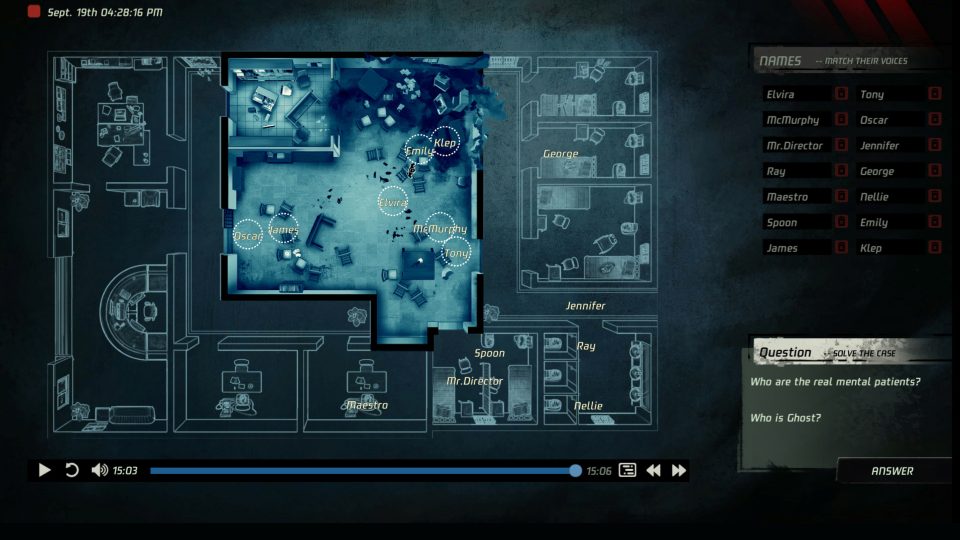 Sept. 19th 04:28:16 PM
NAMES -- MATCH THEIR VOICES
Elvira Tony
McMurphy Oscar
Mr.Director Jennifer
Ray George
Maestro Nellie
Spoon Emily
James Klep
Klep
Emily
George
Elvira
Oscar
James
McMurphy
Tony
Jennifer
Spoon
Ray
Mr.Director
Maestro
Nellie
Question -- SOLVE THE CASE
Who are the real mental patients?
Who is Ghost?
15:03
15:06
ANSWER